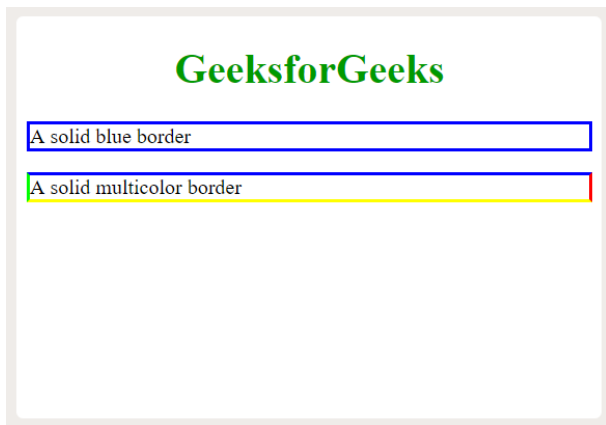 GeeksforGeeks
A solid blue border
A solid multicolor border